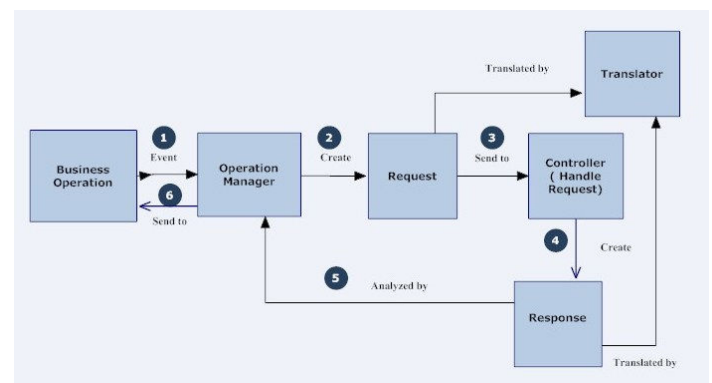 Translated by
Translator
1
Event
2
Create
3
Send to
Business
Operation
Operation
Manager
Request
Controller
( Handle
Request)
6
Send to
4
Create
5
Analyzed by
Response
Translated by